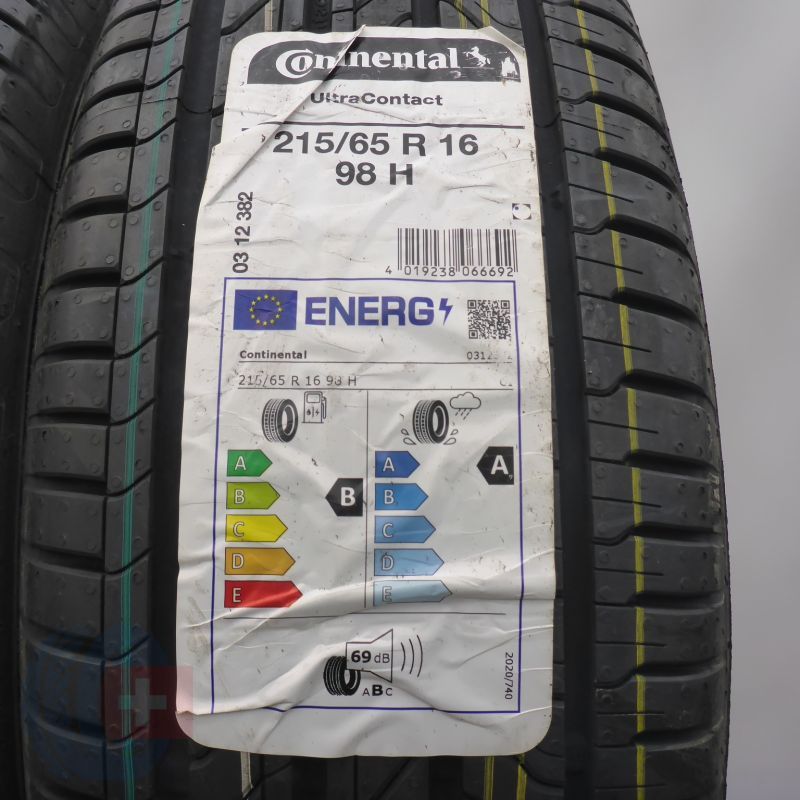 Continental
UltraContact
215/65 R 16
98 H
03 12 382
4 019238 066692
ENERG
Continental
215/65 R 16 98 H
A
B
C
D
E
B
A
B
C
D
E
A
69 dB
ABC
2020/740